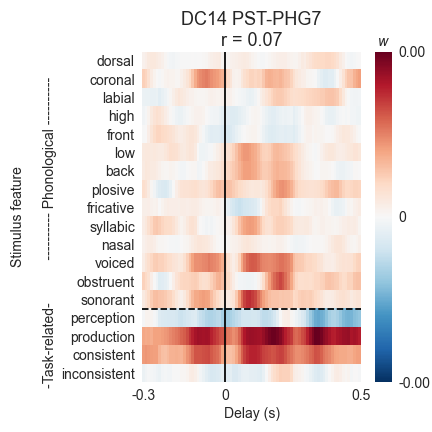 DC14 PST-PHG7
r = 0.07
w
dorsal
coronal
labial
high
front
low
back
plosive
fricative
syllabic
nasal
voiced
obstruent
sonorant
perception
production
consistent
inconsistent
Stimulus feature
----------- Phonological ----------
-Task-related-
0.00
0
-0.00
-0.3
0
0.5
Delay (s)